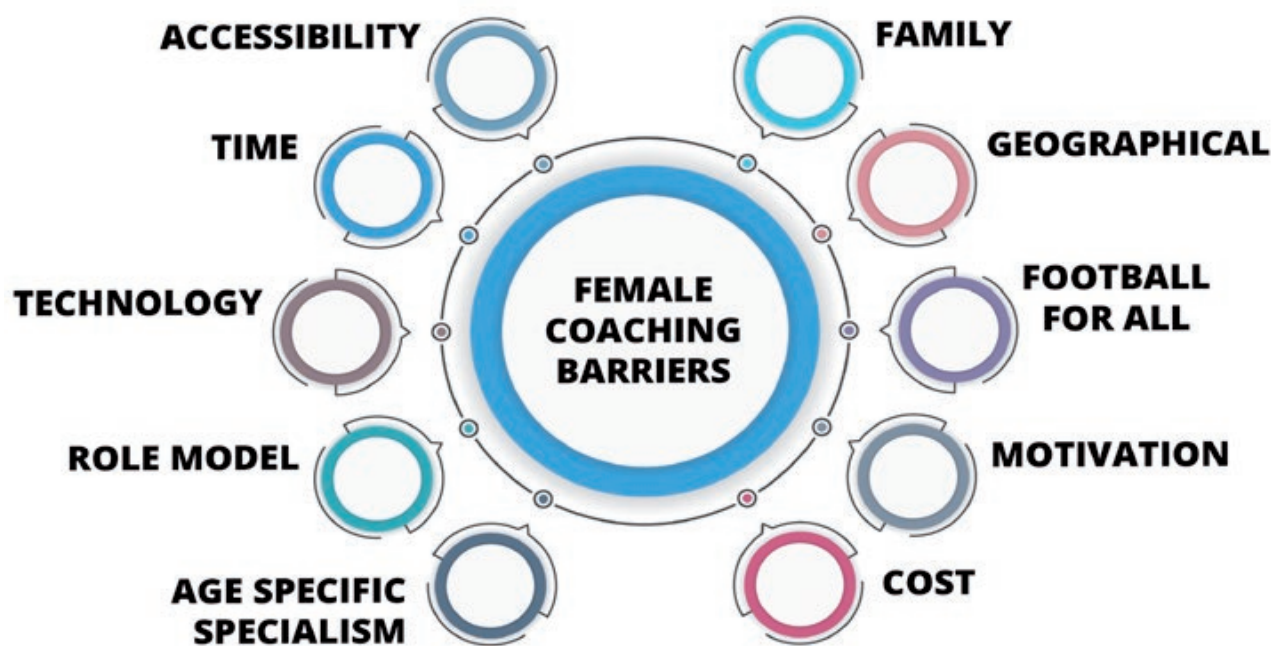 ACCESSIBILITY
FAMILY
TIME
GEOGRAPHICAL
TECHNOLOGY
FOOTBALL
FOR ALL
FEMALE
COACHING
BARRIERS
ROLE MODEL
MOTIVATION
AGE SPECIFIC
SPECIALISM
COST